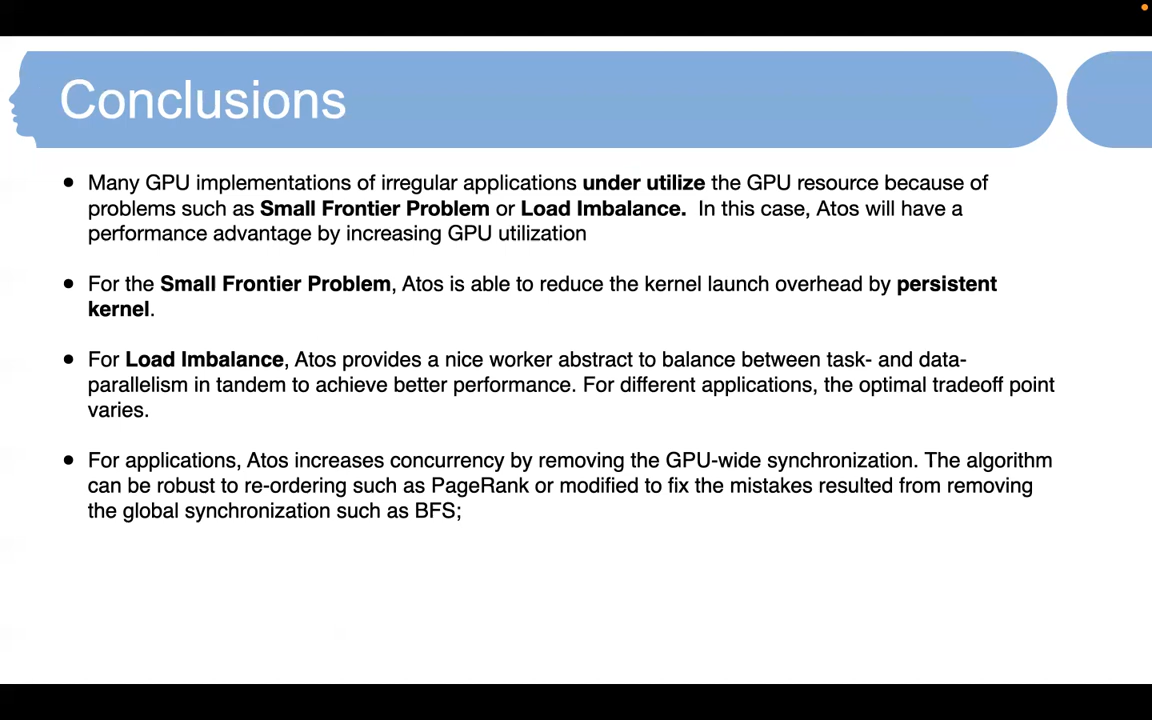 Conclusions
• Many GPU implementations of irregular applications under utilize the GPU resource because of
problems such as Small Frontier Problem or Load Imbalance. In this case, Atos will have a
performance advantage by increasing GPU utilization
• For the Small Frontier Problem, Atos is able to reduce the kernel launch overhead by persistent
kernel.
• For Load Imbalance, Atos provides a nice worker abstract to balance between task- and data-
parallelism in tandem to achieve better performance. For different applications, the optimal tradeoff point
varies.
• For applications, Atos increases concurrency by removing the GPU-wide synchronization. The algorithm
can be robust to re-ordering such as PageRank or modified to fix the mistakes resulted from removing
the global synchronization such as BFS;